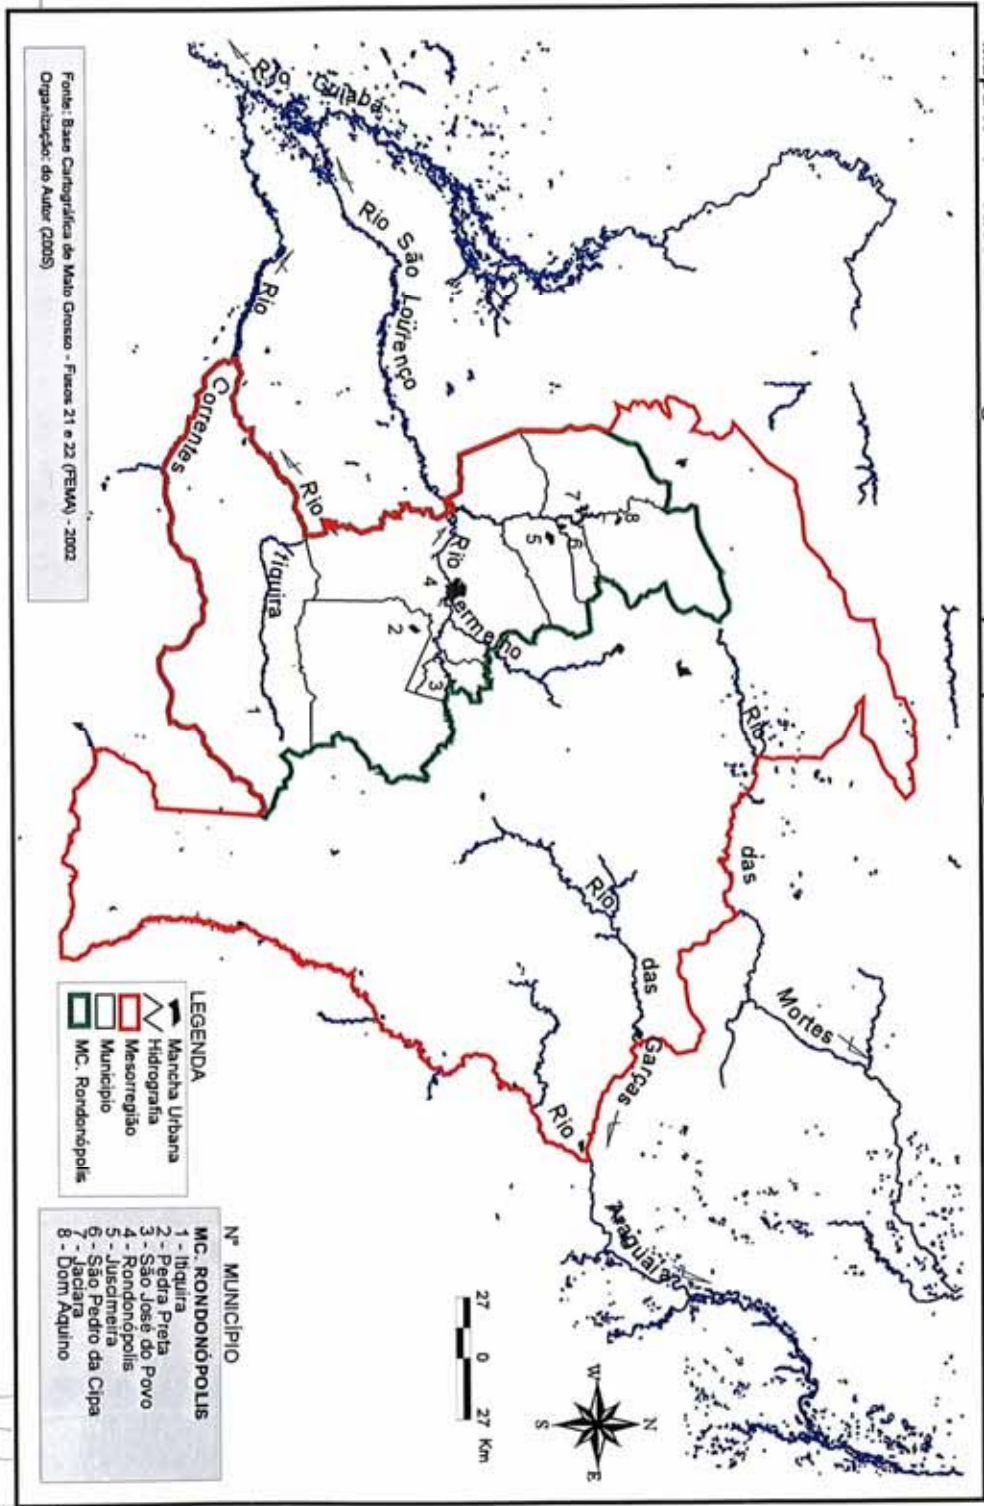 Rio Cuiabá
Rio São Lourenço
Rio
Correntes
Rio
Itiquira
Rio Vermelho
Rio
das
Mortes
Rio
das
Garças
Rio
Araguaia
1
2
3
4
5
6
7
8
N
S
E
W
27 0 27 Km
LEGENDA
Mancha Urbana
Hidrografia
Mesorregião
Município
MC. Rondonópolis
N° MUNICÍPIO
MC. RONDONÓPOLIS
1 - Itiquira
2 - Pedra Preta
3 - São José do Povo
4 - Rondonópolis
5 - Juscimeira
6 - São Pedro da Cipa
7 - Jaciara
8 - Dom Aquino
Fonte: Base Cartográfica de Mato Grosso - Fusos 21 e 22 (FEMA) - 2002
Organização: do Autor (2005)